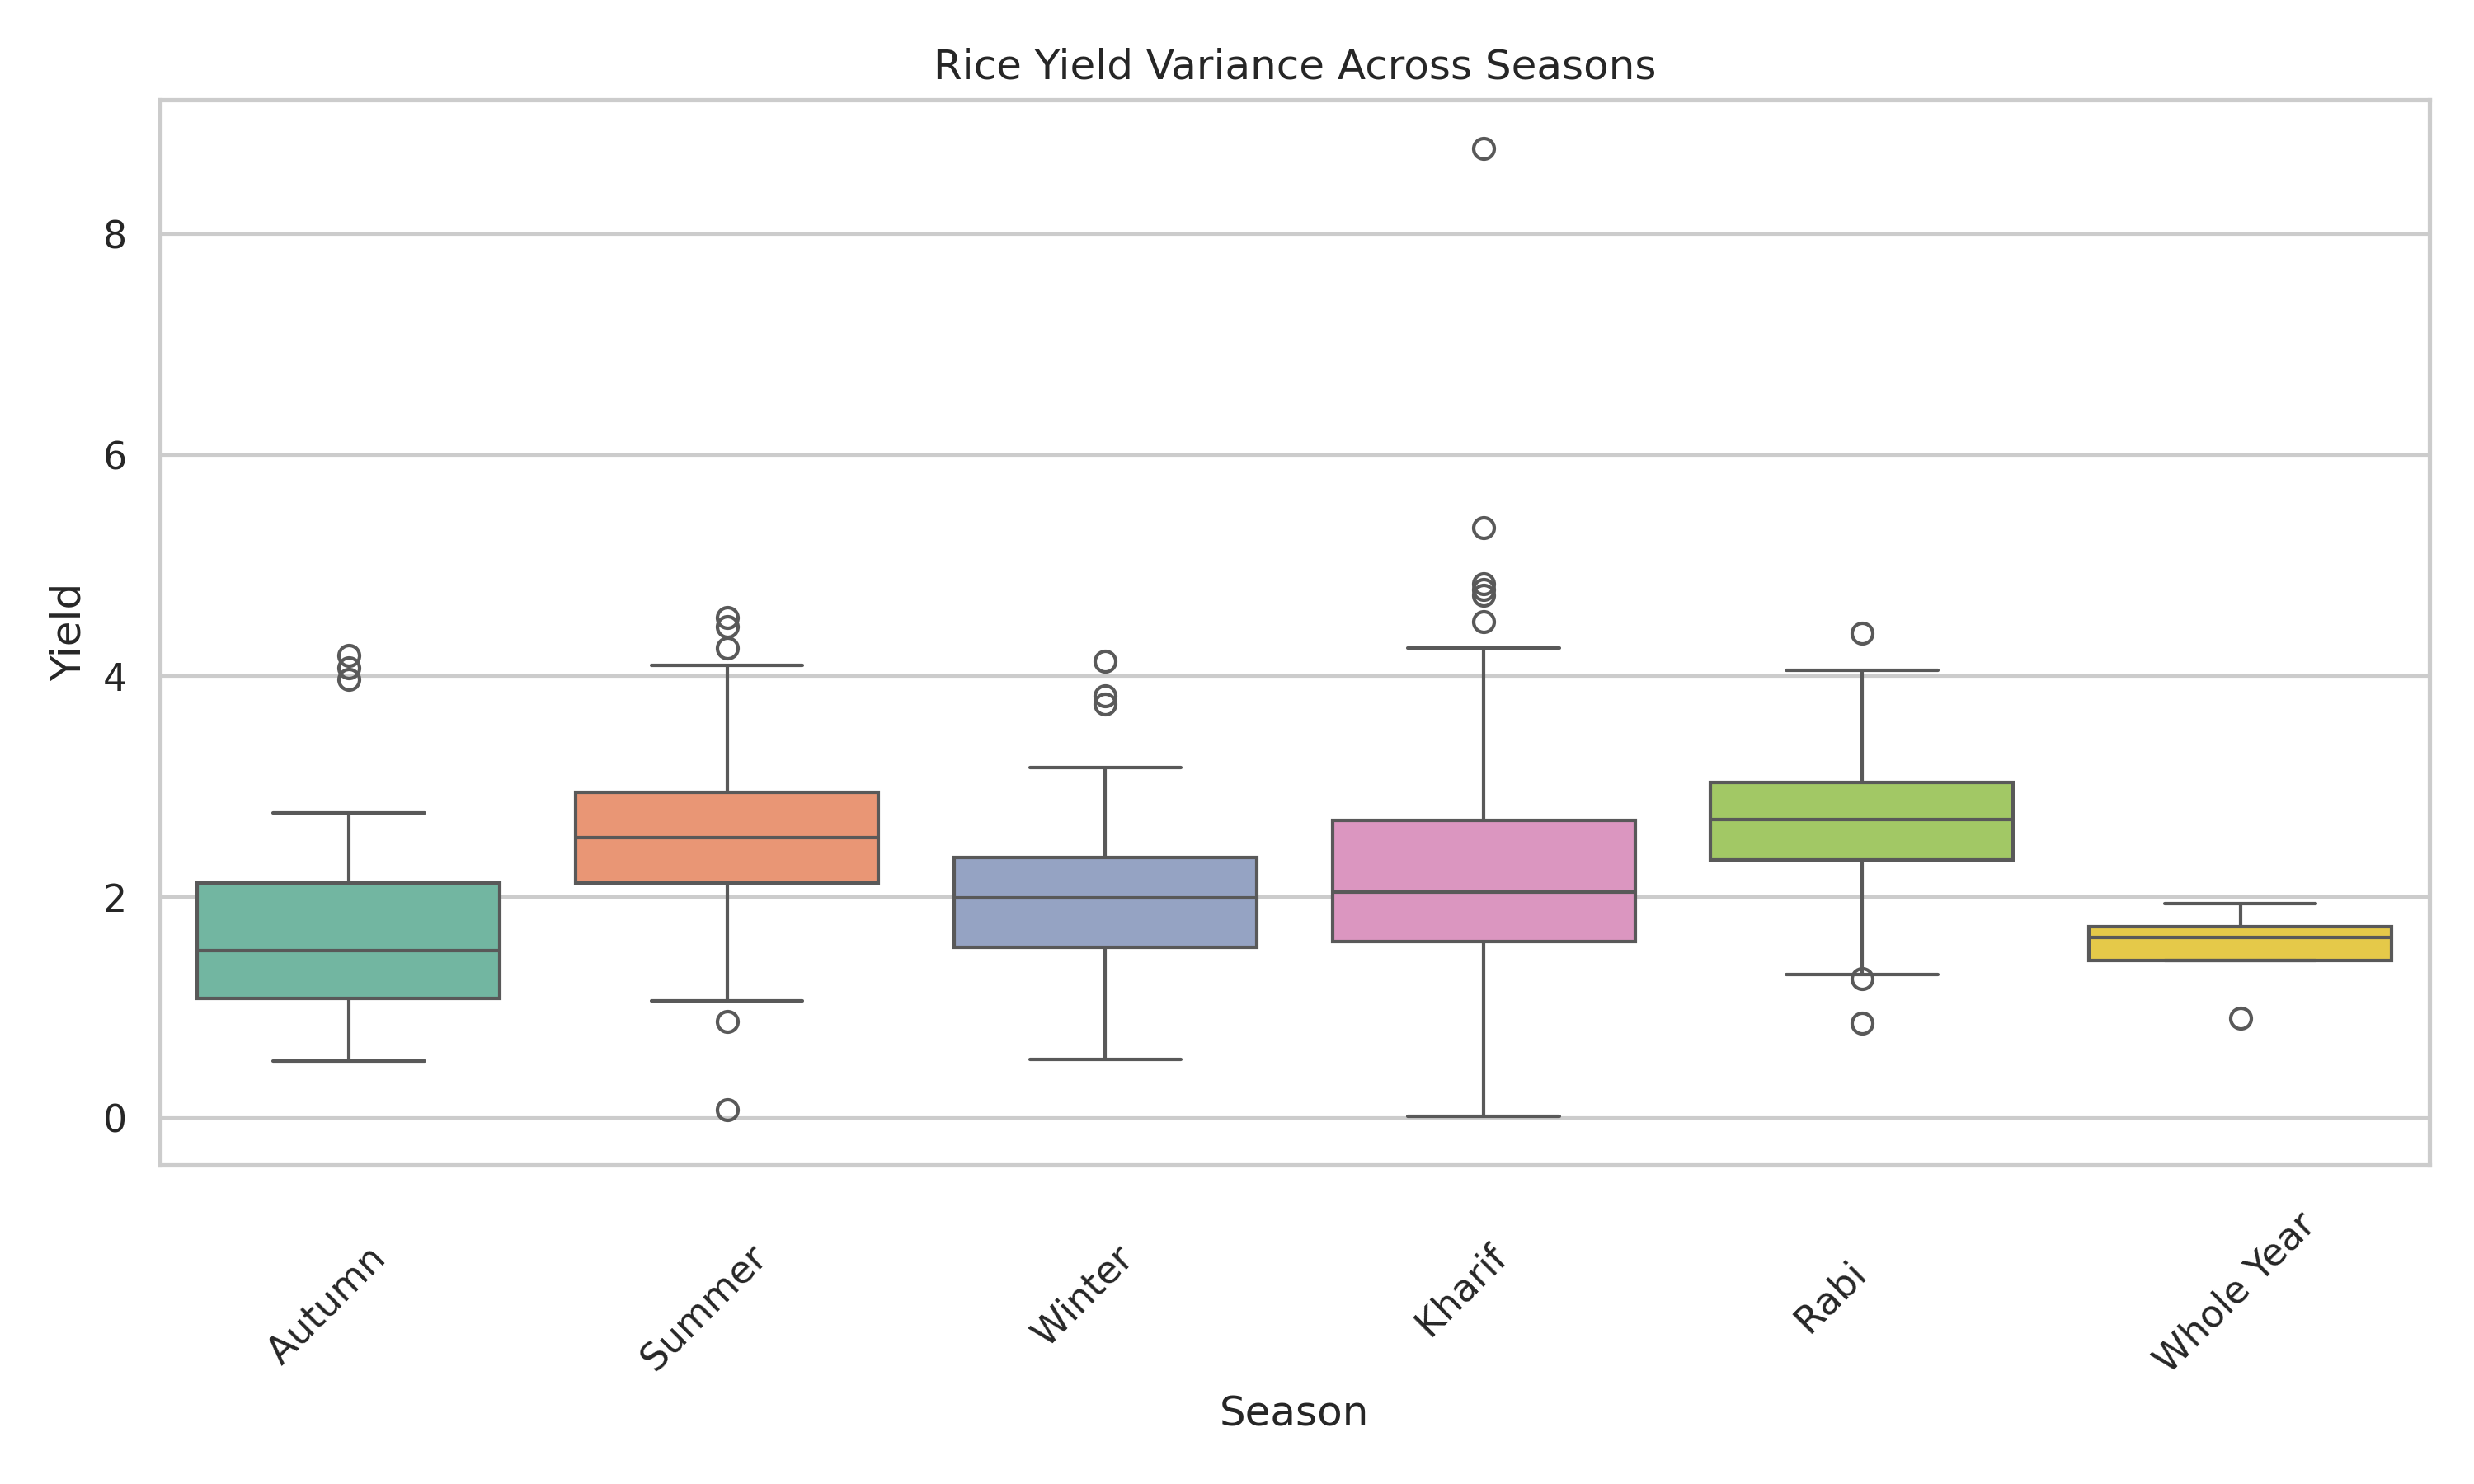 Rice Yield Variance Across Seasons
Yield
8
6
4
2
0
Autumn
Summer
Winter
Kharif
Rabi
Whole Year
Season